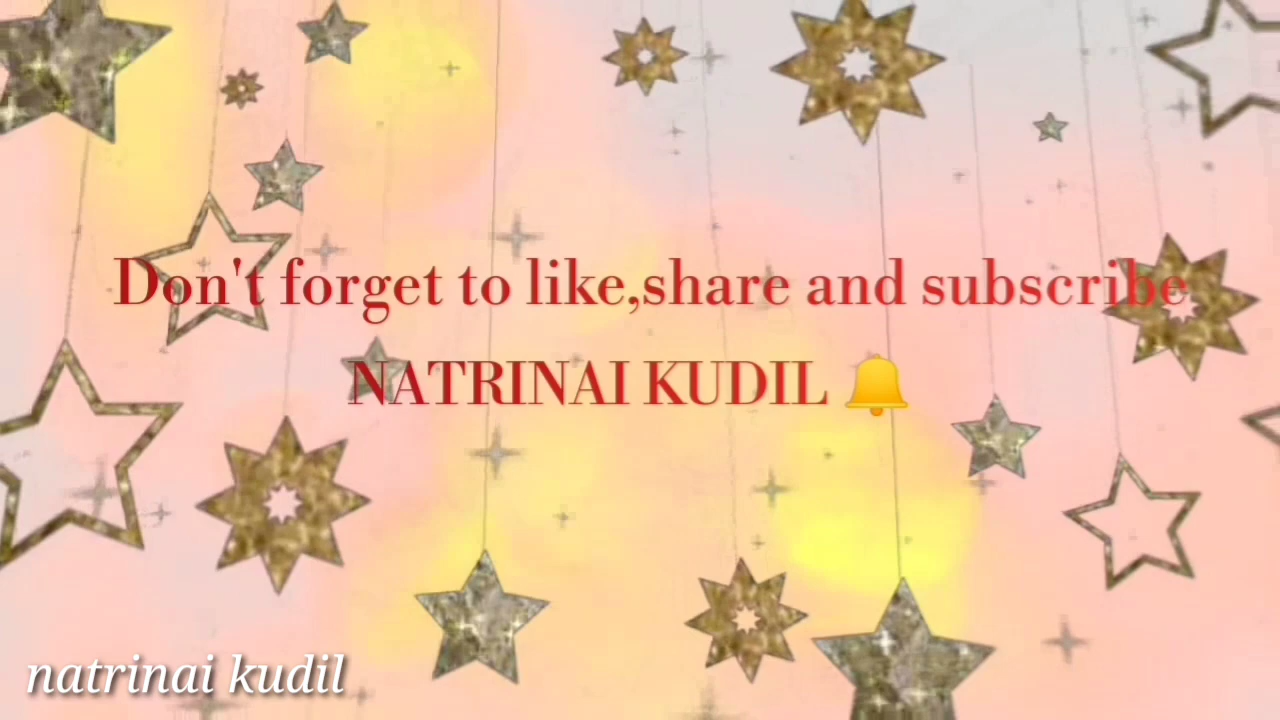 Don't forget to like,share and subscribe
NATRINAI KUDIL 🔔
natrinai kudil